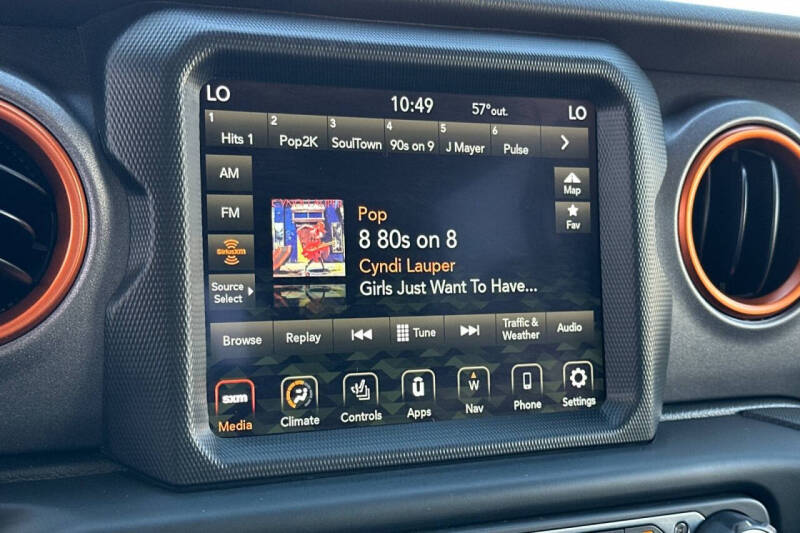 LO 10:49 57°out. LO
1 Hits 1 2 Pop2K 3 SoulTown 4 90s on 9 5 J Mayer 6 Pulse
AM
Map
FM
Fav
SiriusXM
Pop
8 80s on 8
Cyndi Lauper
Girls Just Want To Have...
Source
Select
Browse Replay Tune Traffic &
Weather Audio
sxm
W
Media Climate Controls Apps Nav Phone Settings